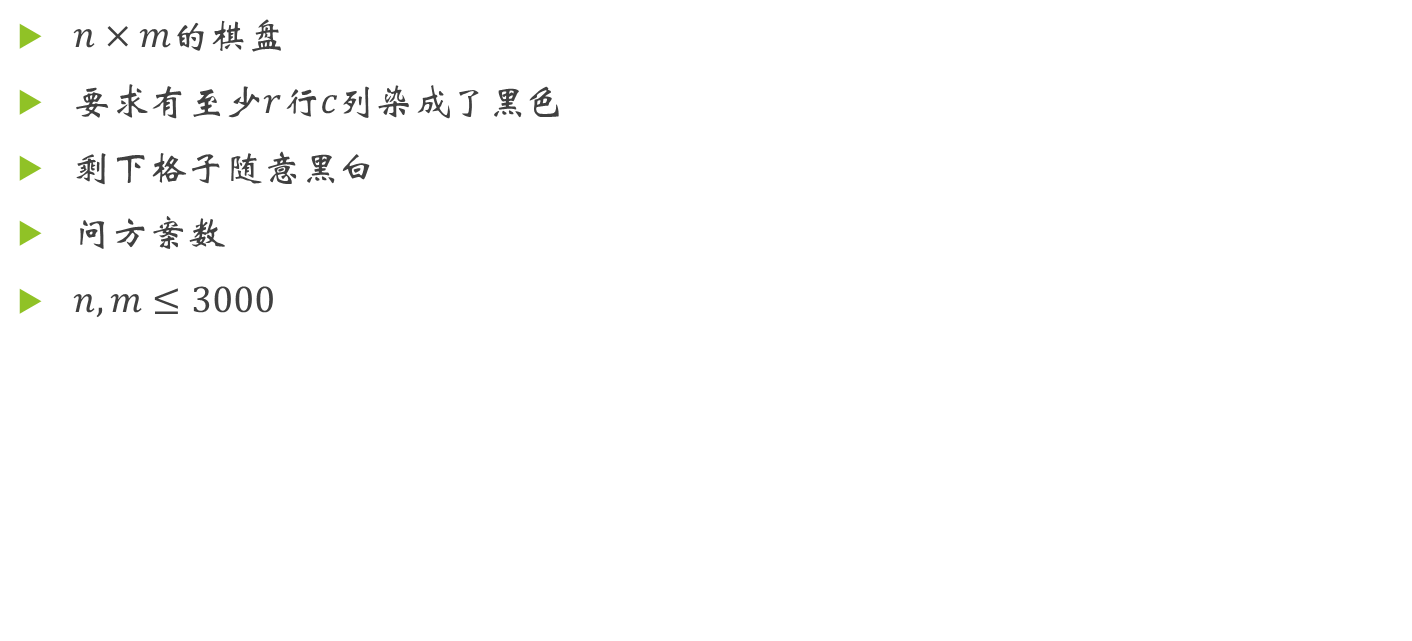 n × m的棋盘
要求有至少r行c列染成了黑色
剩下格子随意黑白
问方案数
n, m ≤ 3000